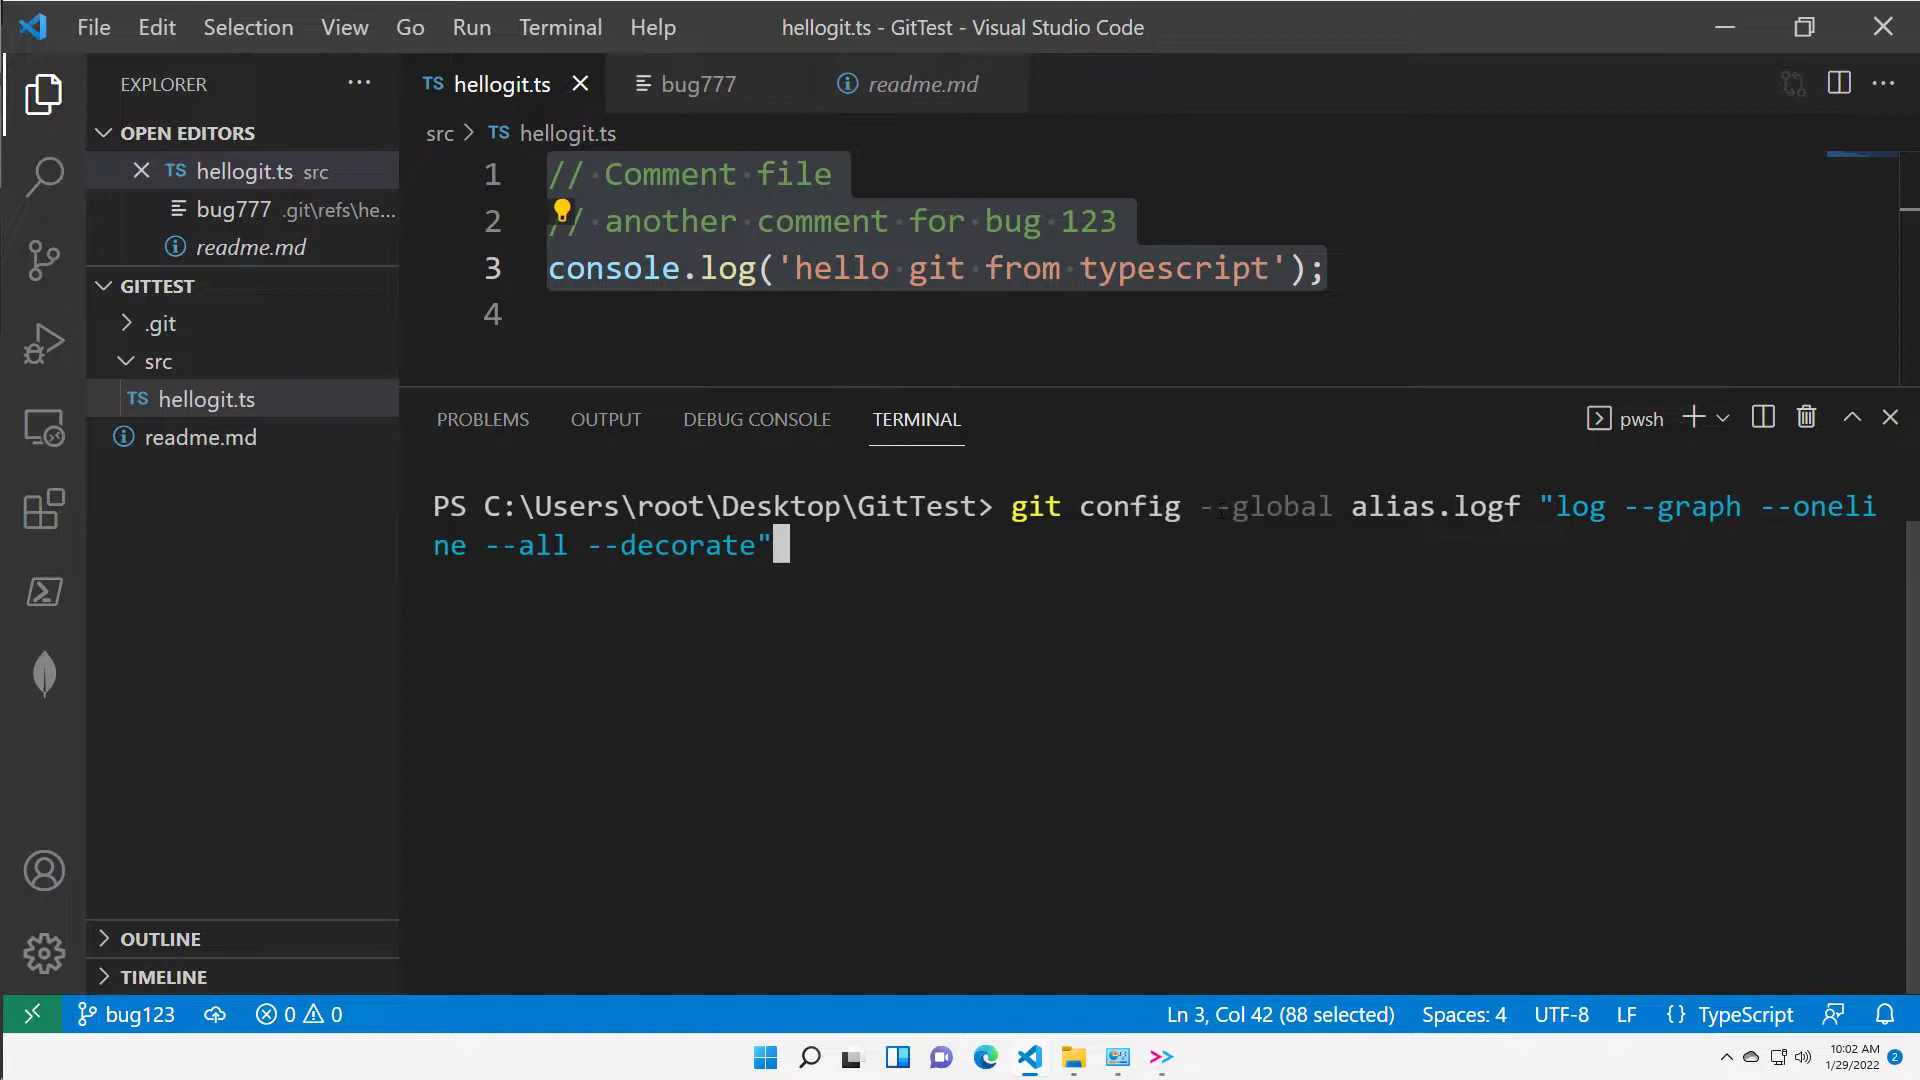 File Edit Selection View Go Run Terminal Help hellogit.ts - GitTest - Visual Studio Code
EXPLORER
OPEN EDITORS
TS hellogit.ts src
bug777 .git\refs\he...
readme.md
GITTEST
.git
src
TS hellogit.ts
readme.md
OUTLINE
TIMELINE
TS hellogit.ts bug777 readme.md
src TS hellogit.ts
1 // Comment file
2 // another comment for bug 123
3 console.log('hello git from typescript');
4
PROBLEMS OUTPUT DEBUG CONSOLE TERMINAL pwsh
PS C:\Users\root\Desktop\GitTest> git config --global alias.logf "log --graph --oneli
ne --all --decorate"
bug123 0 0 Ln 3, Col 42 (88 selected) Spaces: 4 UTF-8 LF {} TypeScript
10:02 AM
1/29/2022
2